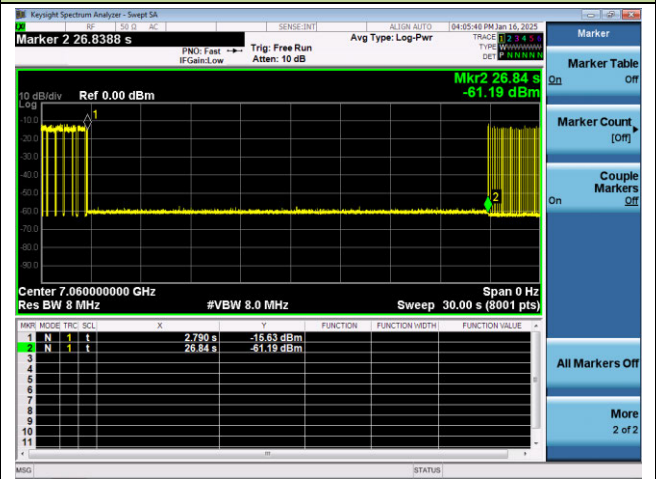 Keysight Spectrum Analyzer - Swept SA
RF 50 Ω AC SENSE:INT ALIGN AUTO 04:05:40 PM Jan 16, 2025
Marker 2 26.8388 s
PNO: Fast
IFGain:Low
Trig: Free Run
Atten: 10 dB
Avg Type: Log-Pwr
TRACE 1 2 3 4 5 6
TYPE WWWWWW
DET P N N N N N
Mkr2 26.84 s
-61.19 dBm
10 dB/div Ref 0.00 dBm
Log
-10.0
-20.0
-30.0
-40.0
-50.0
-60.0
-70.0
-80.0
-90.0
1
2
Center 7.060000000 GHz
Span 0 Hz
Res BW 8 MHz #VBW 8.0 MHz Sweep 30.00 s (8001 pts)
MKR MODE TRC SCL X Y FUNCTION FUNCTION WIDTH FUNCTION VALUE
1 N 1 t 2.790 s -15.63 dBm
2 N 1 t 26.84 s -61.19 dBm
3
4
5
6
7
8
9
10
11
MSG STATUS
Marker
Marker Table
On Off
Marker Count
[Off]
Couple
Markers
On Off
All Markers Off
More
2 of 2